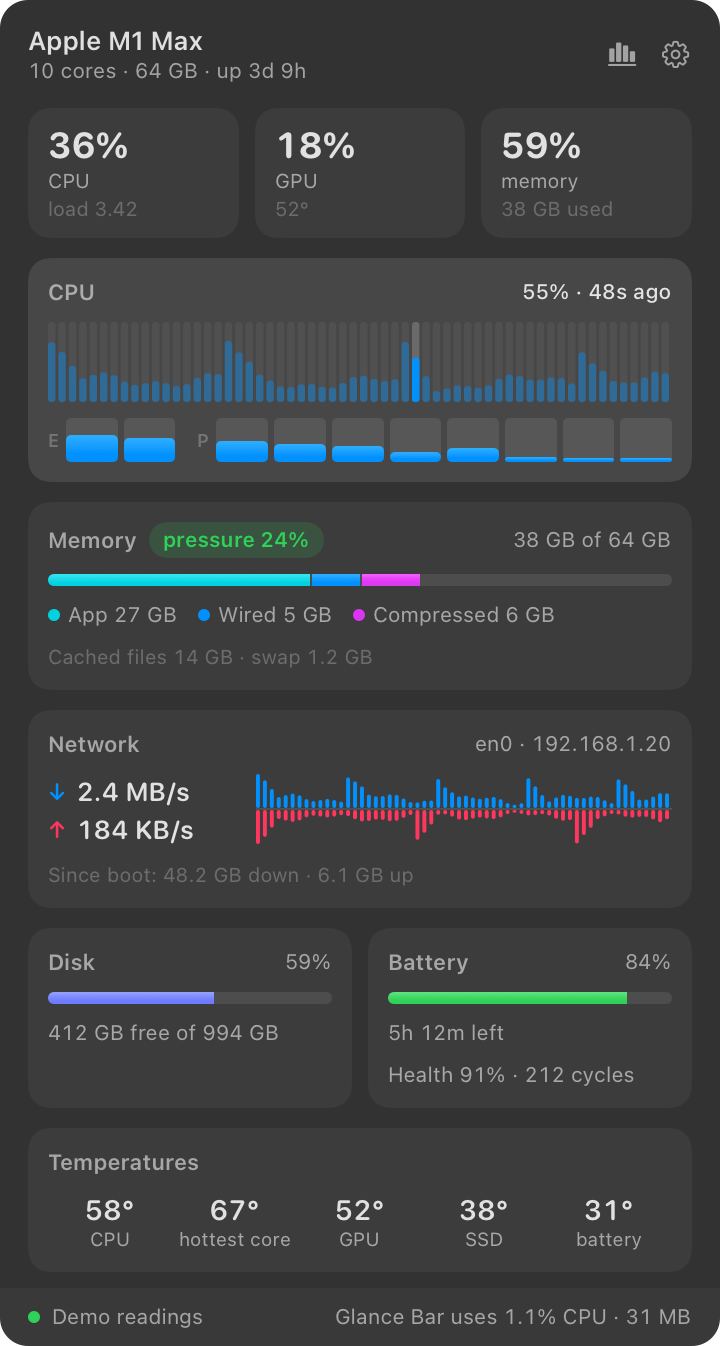 Apple M1 Max
10 cores · 64 GB · up 3d 9h
36%
CPU
load 3.42
18%
GPU
52°
59%
memory
38 GB used
CPU
55% · 48s ago
E
P
Memory
pressure 24%
38 GB of 64 GB
App 27 GB
Wired 5 GB
Compressed 6 GB
Cached files 14 GB · swap 1.2 GB
Network
en0 · 192.168.1.20
↓ 2.4 MB/s
↑ 184 KB/s
Since boot: 48.2 GB down · 6.1 GB up
Disk
59%
412 GB free of 994 GB
Battery
84%
5h 12m left
Health 91% · 212 cycles
Temperatures
58°
CPU
67°
hottest core
52°
GPU
38°
SSD
31°
battery
Demo readings
Glance Bar uses 1.1% CPU · 31 MB